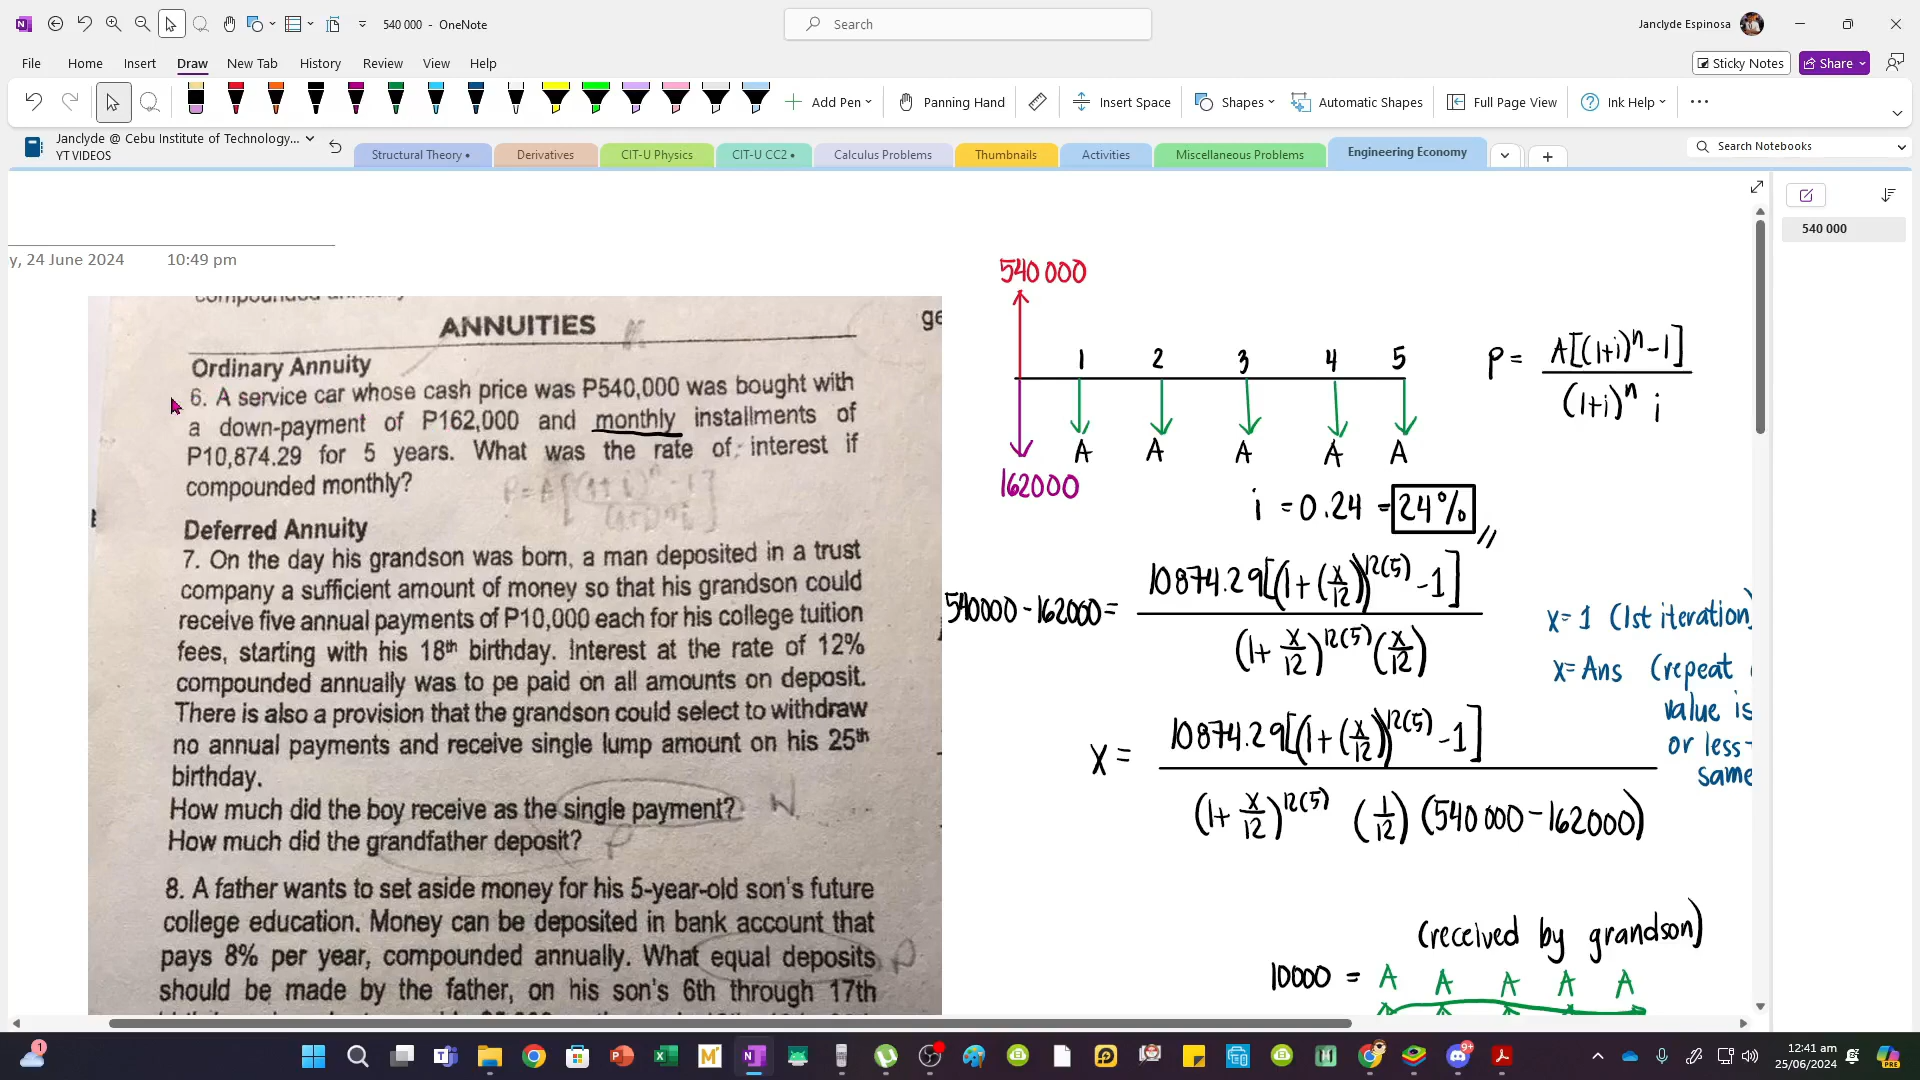 540 000 - OneNote
Search
Janclyde Espinosa
File Home Insert Draw New Tab History Review View Help
Sticky Notes
Share
Add Pen
Panning Hand
Insert Space
Shapes
Automatic Shapes
Full Page View
Ink Help
Janclyde @ Cebu Institute of Technology...
YT VIDEOS
Structural Theory •
Derivatives
CIT-U Physics
CIT-U CC2 •
Calculus Problems
Thumbnails
Activities
Miscellaneous Problems
Engineering Economy
Search Notebooks
540 000
y, 24 June 2024 10:49 pm
ANNUITIES
ge
Ordinary Annuity
6. A service car whose cash price was P540,000 was bought with
a down-payment of P162,000 and monthly installments of
P10,874.29 for 5 years. What was the rate of interest if
compounded monthly?
Deferred Annuity
7. On the day his grandson was born, a man deposited in a trust
company a sufficient amount of money so that his grandson could
receive five annual payments of P10,000 each for his college tuition
fees, starting with his 18th birthday. Interest at the rate of 12%
compounded annually was to pe paid on all amounts on deposit.
There is also a provision that the grandson could select to withdraw
no annual payments and receive single lump amount on his 25th
birthday.
How much did the boy receive as the single payment?
How much did the grandfather deposit? P
8. A father wants to set aside money for his 5-year-old son's future
college education. Money can be deposited in bank account that
pays 8% per year, compounded annually. What equal deposits
should be made by the father, on his son's 6th through 17th
540 000
1 2 3 4 5
A A A A A
162000
P = A[(1+i)^n - 1]
(1+i)^n i
i = 0.24 = 24%
540000 - 162000 = 10874.29[(1+(x/12))^12(5) - 1]
(1+ x/12)^12(5) (x/12)
x = 10874.29[(1+(x/12))^12(5) - 1]
(1+ x/12)^12(5) (1/12) (540 000 - 162000)
x= 1 (1st iteration)
x= Ans (repeat
value is
or less
same
(received by grandson)
10000 = A A A A A
1
9+
12:41 am
25/06/2024
PRE